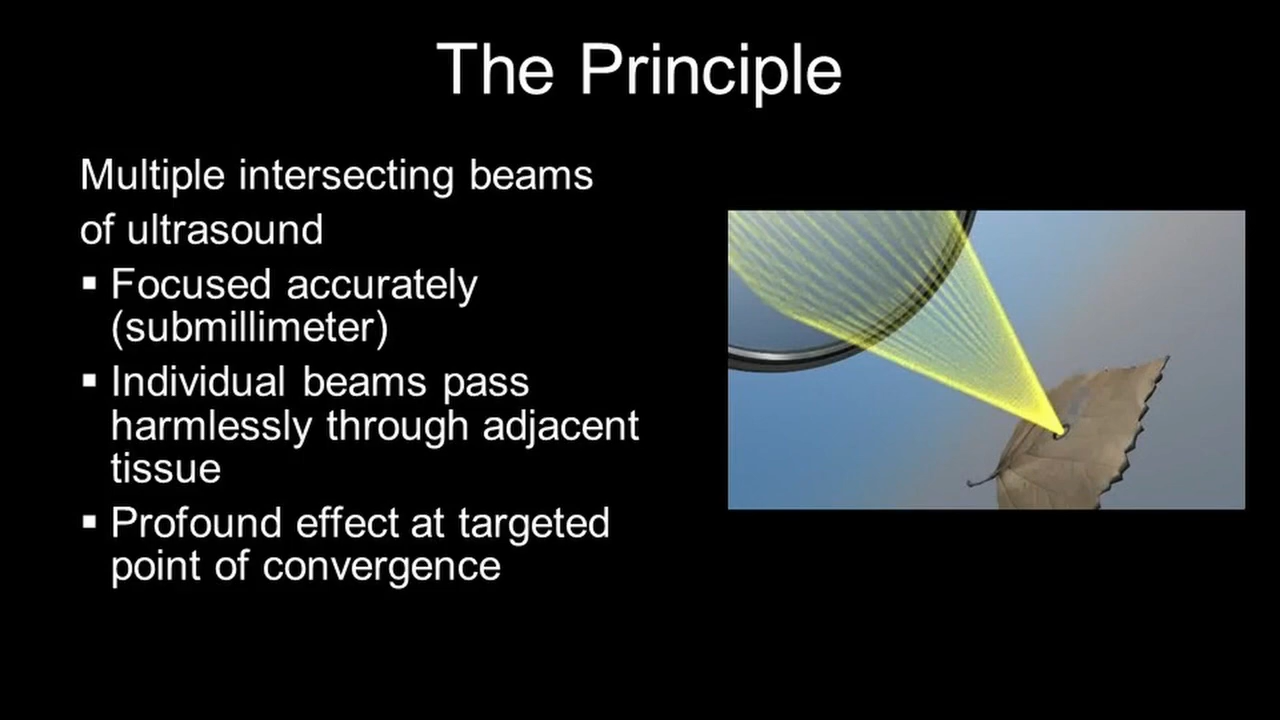 The Principle
Multiple intersecting beams
of ultrasound
▪ Focused accurately
(submillimeter)
▪ Individual beams pass
harmlessly through adjacent
tissue
▪ Profound effect at targeted
point of convergence